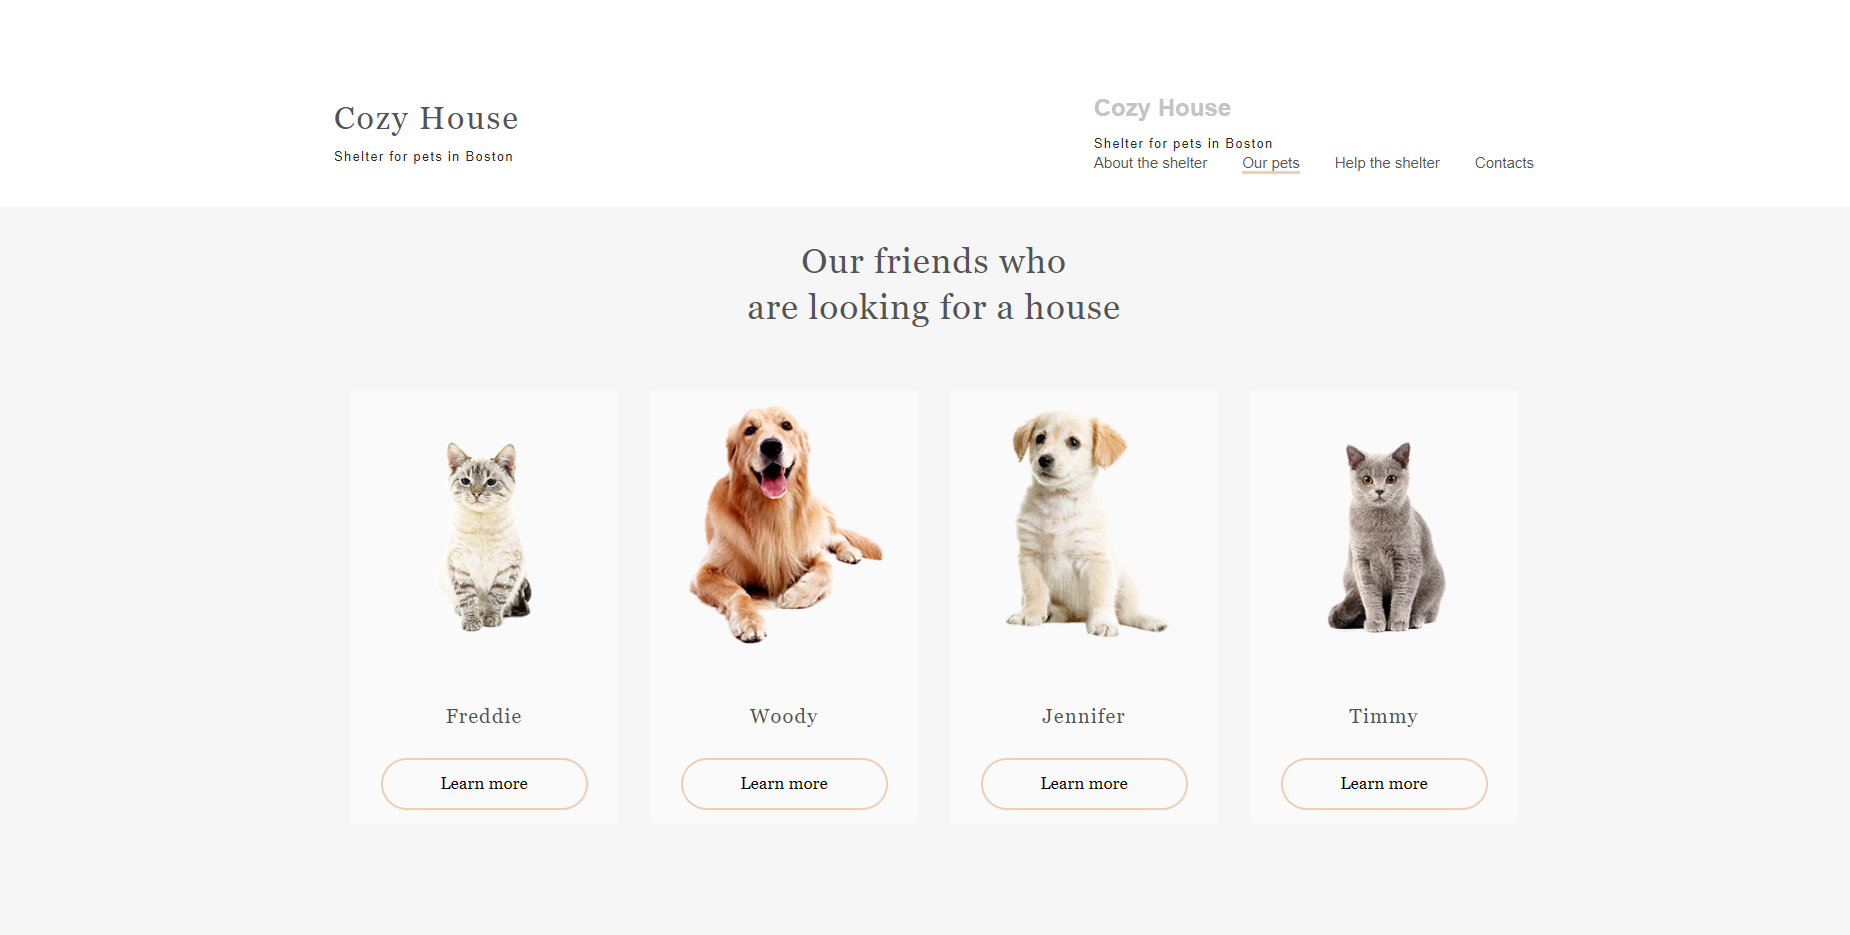 Cozy House
Shelter for pets in Boston
Cozy House
Shelter for pets in Boston
About the shelter Our pets Help the shelter Contacts
Our friends who
are looking for a house
Freddie Woody Jennifer Timmy
Learn more Learn more Learn more Learn more